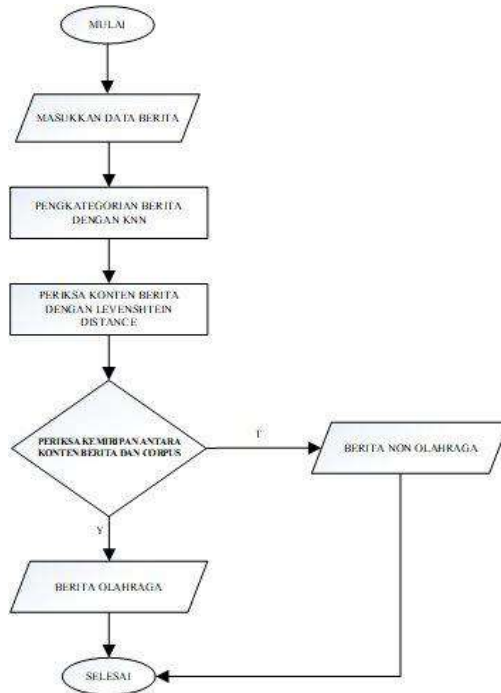 MULAI
MASUKKAN DATA BERITA
PENGKATEGORIAN BERITA
DENGAN KNN
PERIKSA KONTEN BERITA
DENGAN LEVENSHTEIN
DISTANCE
PERIKSA KEMIRIPAN ANTARA
KONTEN BERITA DAN CORPUS
T
BERITA NON OLAHRAGA
Y
BERITA OLAHRAGA
SELESAI